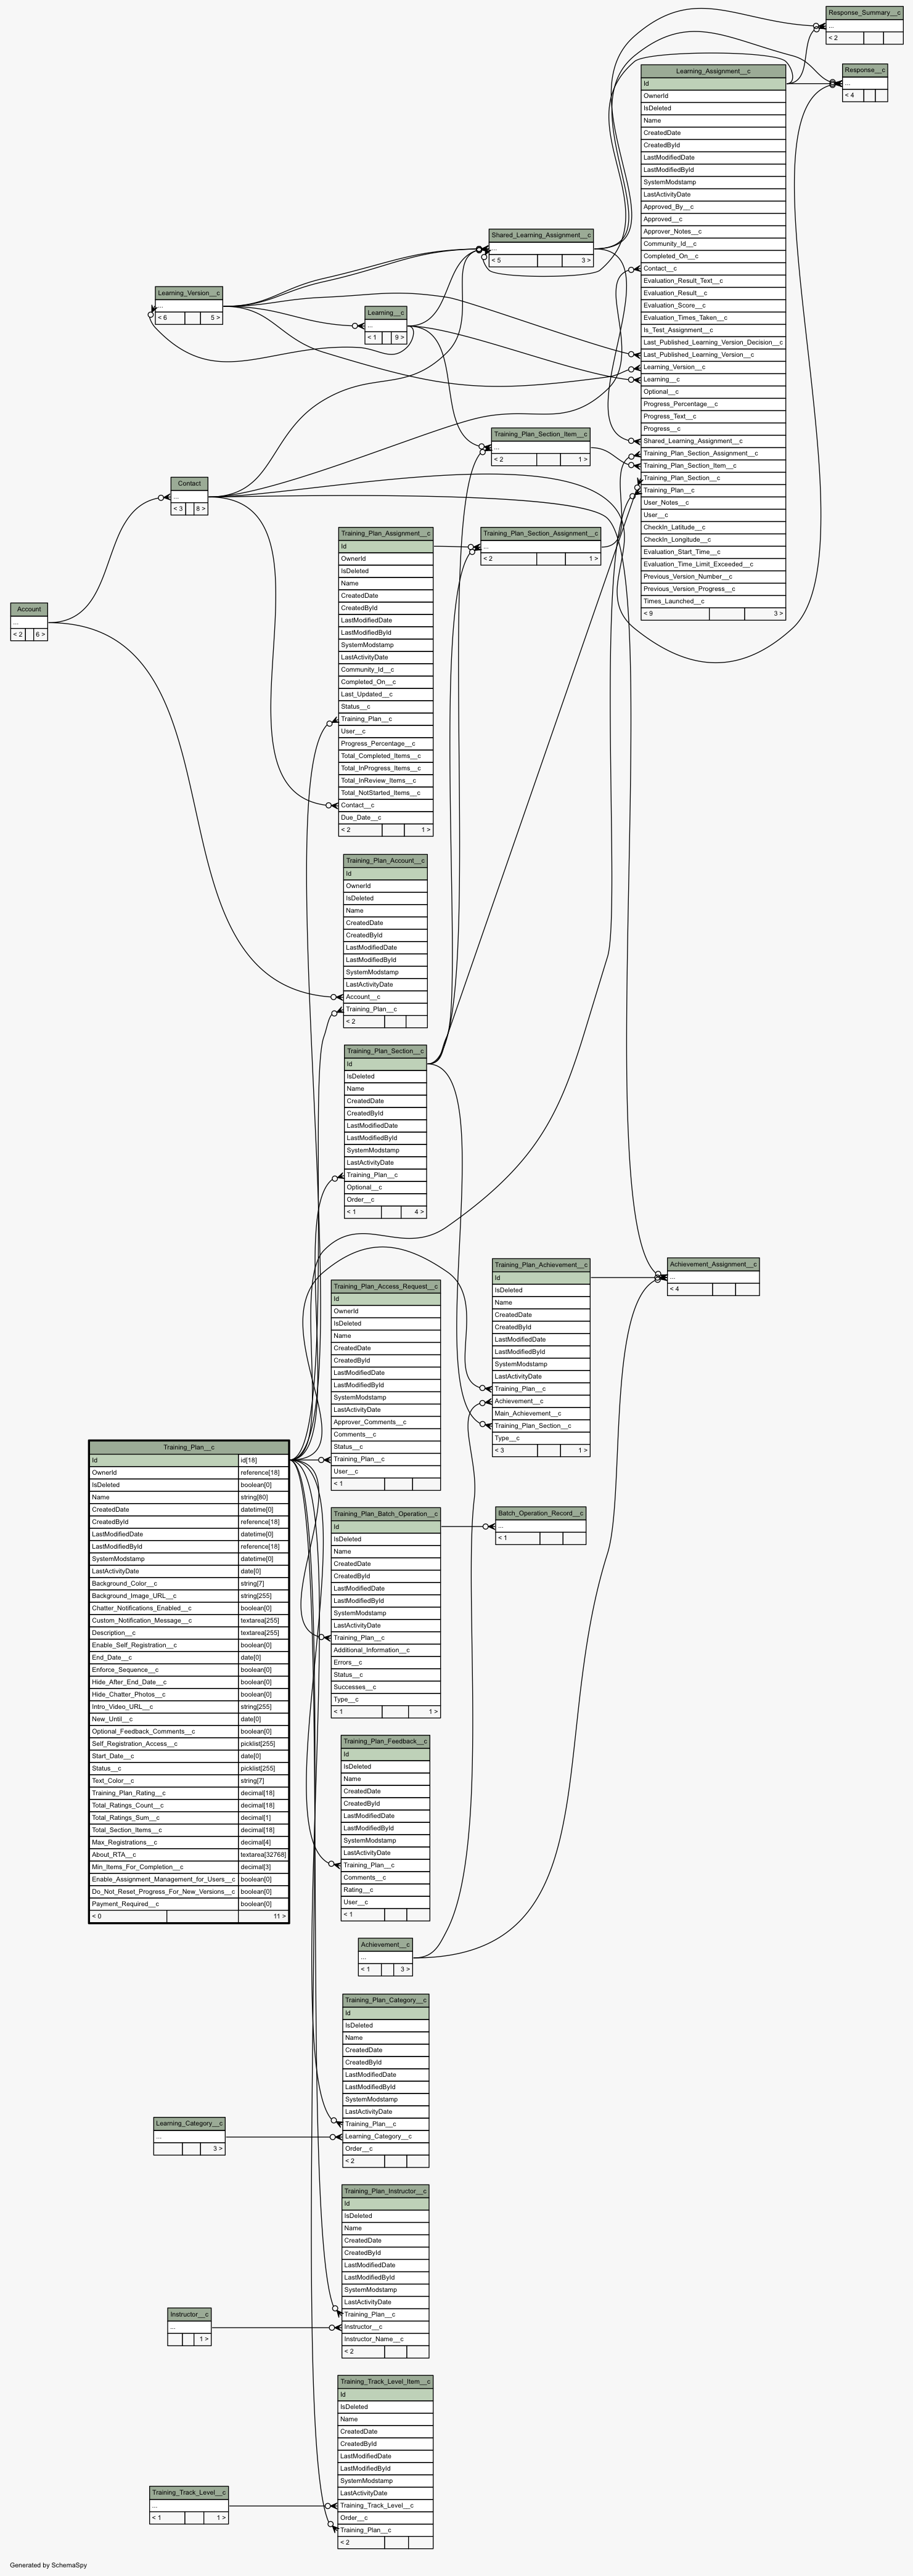 Response_Summary__c
...
< 2
Response__c
...
< 4
Learning_Assignment__c
Id
OwnerId
IsDeleted
Name
CreatedDate
CreatedById
LastModifiedDate
LastModifiedById
SystemModstamp
LastActivityDate
Approved_By__c
Approved__c
Approver_Notes__c
Community_Id__c
Completed_On__c
Contact__c
Evaluation_Result_Text__c
Evaluation_Result__c
Evaluation_Score__c
Evaluation_Times_Taken__c
Is_Test_Assignment__c
Last_Published_Learning_Version_Decision__c
Last_Published_Learning_Version__c
Learning_Version__c
Learning__c
Optional__c
Progress_Percentage__c
Progress_Text__c
Progress__c
Shared_Learning_Assignment__c
Training_Plan_Section_Assignment__c
Training_Plan_Section_Item__c
Training_Plan_Section__c
Training_Plan__c
User_Notes__c
User__c
CheckIn_Latitude__c
CheckIn_Longitude__c
Evaluation_Start_Time__c
Evaluation_Time_Limit_Exceeded__c
Previous_Version_Number__c
Previous_Version_Progress__c
Times_Launched__c
< 9 3 >
Shared_Learning_Assignment__c
...
< 5 3 >
Learning_Version__c
...
< 6 5 >
Learning__c
...
< 1 9 >
Training_Plan_Section_Item__c
...
< 2 1 >
Contact
...
< 3 8 >
Training_Plan_Section_Assignment__c
...
< 2 1 >
Training_Plan_Assignment__c
Id
OwnerId
IsDeleted
Name
CreatedDate
CreatedById
LastModifiedDate
LastModifiedById
SystemModstamp
LastActivityDate
Community_Id__c
Completed_On__c
Last_Updated__c
Status__c
Training_Plan__c
User__c
Progress_Percentage__c
Total_Completed_Items__c
Total_InProgress_Items__c
Total_InReview_Items__c
Total_NotStarted_Items__c
Contact__c
Due_Date__c
< 2 1 >
Account
...
< 2 6 >
Training_Plan_Account__c
Id
OwnerId
IsDeleted
Name
CreatedDate
CreatedById
LastModifiedDate
LastModifiedById
SystemModstamp
LastActivityDate
Account__c
Training_Plan__c
< 2
Training_Plan_Section__c
Id
IsDeleted
Name
CreatedDate
CreatedById
LastModifiedDate
LastModifiedById
SystemModstamp
LastActivityDate
Training_Plan__c
Optional__c
Order__c
< 1 4 >
Training_Plan_Achievement__c
Id
IsDeleted
Name
CreatedDate
CreatedById
LastModifiedDate
LastModifiedById
SystemModstamp
LastActivityDate
Training_Plan__c
Achievement__c
Main_Achievement__c
Training_Plan_Section__c
Type__c
< 3 1 >
Achievement_Assignment__c
...
< 4
Training_Plan_Access_Request__c
Id
OwnerId
IsDeleted
Name
CreatedDate
CreatedById
LastModifiedDate
LastModifiedById
SystemModstamp
LastActivityDate
Approver_Comments__c
Comments__c
Status__c
Training_Plan__c
User__c
< 1
Training_Plan__c
Id id[18]
OwnerId reference[18]
IsDeleted boolean[0]
Name string[80]
CreatedDate datetime[0]
CreatedById reference[18]
LastModifiedDate datetime[0]
LastModifiedById reference[18]
SystemModstamp datetime[0]
LastActivityDate date[0]
Background_Color__c string[7]
Background_Image_URL__c string[255]
Chatter_Notifications_Enabled__c boolean[0]
Custom_Notification_Message__c textarea[255]
Description__c textarea[255]
Enable_Self_Registration__c boolean[0]
End_Date__c date[0]
Enforce_Sequence__c boolean[0]
Hide_After_End_Date__c boolean[0]
Hide_Chatter_Photos__c boolean[0]
Intro_Video_URL__c string[255]
New_Until__c date[0]
Optional_Feedback_Comments__c boolean[0]
Self_Registration_Access__c picklist[255]
Start_Date__c date[0]
Status__c picklist[255]
Text_Color__c string[7]
Training_Plan_Rating__c decimal[18]
Total_Ratings_Count__c decimal[18]
Total_Ratings_Sum__c decimal[1]
Total_Section_Items__c decimal[18]
Max_Registrations__c decimal[4]
About_RTA__c textarea[32768]
Min_Items_For_Completion__c decimal[3]
Enable_Assignment_Management_for_Users__c boolean[0]
Do_Not_Reset_Progress_For_New_Versions__c boolean[0]
Payment_Required__c boolean[0]
< 0 11 >
Training_Plan_Batch_Operation__c
Id
IsDeleted
Name
CreatedDate
CreatedById
LastModifiedDate
LastModifiedById
SystemModstamp
LastActivityDate
Training_Plan__c
Additional_Information__c
Errors__c
Status__c
Successes__c
Type__c
< 1 1 >
Batch_Operation_Record__c
...
< 1
Training_Plan_Feedback__c
Id
IsDeleted
Name
CreatedDate
CreatedById
LastModifiedDate
LastModifiedById
SystemModstamp
LastActivityDate
Training_Plan__c
Comments__c
Rating__c
User__c
< 1
Achievement__c
...
< 1 3 >
Training_Plan_Category__c
Id
IsDeleted
Name
CreatedDate
CreatedById
LastModifiedDate
LastModifiedById
SystemModstamp
LastActivityDate
Training_Plan__c
Learning_Category__c
Order__c
< 2
Learning_Category__c
...
3 >
Training_Plan_Instructor__c
Id
IsDeleted
Name
CreatedDate
CreatedById
LastModifiedDate
LastModifiedById
SystemModstamp
LastActivityDate
Training_Plan__c
Instructor__c
Instructor_Name__c
< 2
Instructor__c
...
1 >
Training_Track_Level_Item__c
Id
IsDeleted
Name
CreatedDate
CreatedById
LastModifiedDate
LastModifiedById
SystemModstamp
LastActivityDate
Training_Track_Level__c
Order__c
Training_Plan__c
< 2
Training_Track_Level__c
...
< 1 1 >
Generated by SchemaSpy